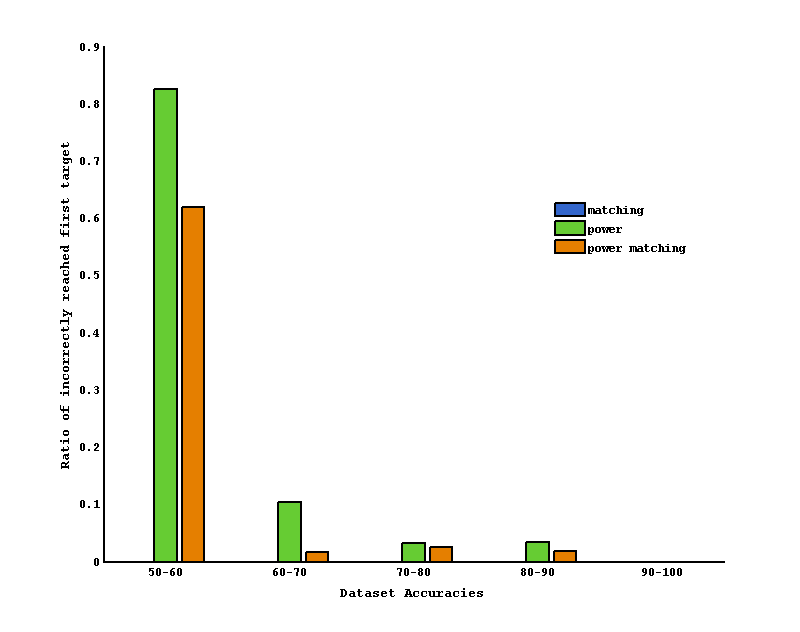 0.9
0.8
0.7
0.6
0.5
0.4
0.3
0.2
0.1
0
Ratio of incorrectly reached first target
matching
power
power matching
50-60 60-70 70-80 80-90 90-100
Dataset Accuracies